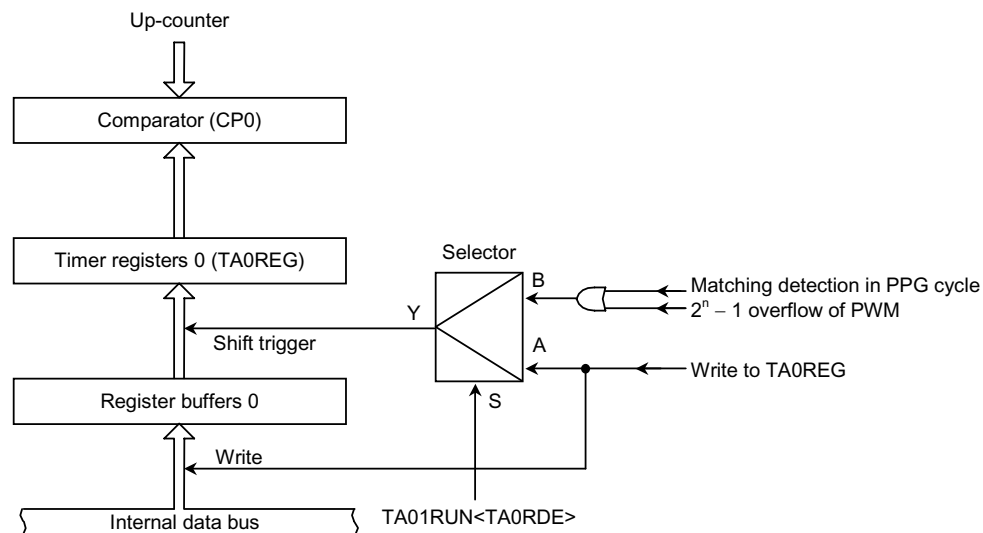 Up-counter
Comparator (CP0)
Timer registers 0 (TA0REG)
Selector
B
Matching detection in PPG cycle
2ⁿ − 1 overflow of PWM
Y
Shift trigger
A
Write to TA0REG
Register buffers 0
S
Write
Internal data bus
TA01RUN<TA0RDE>